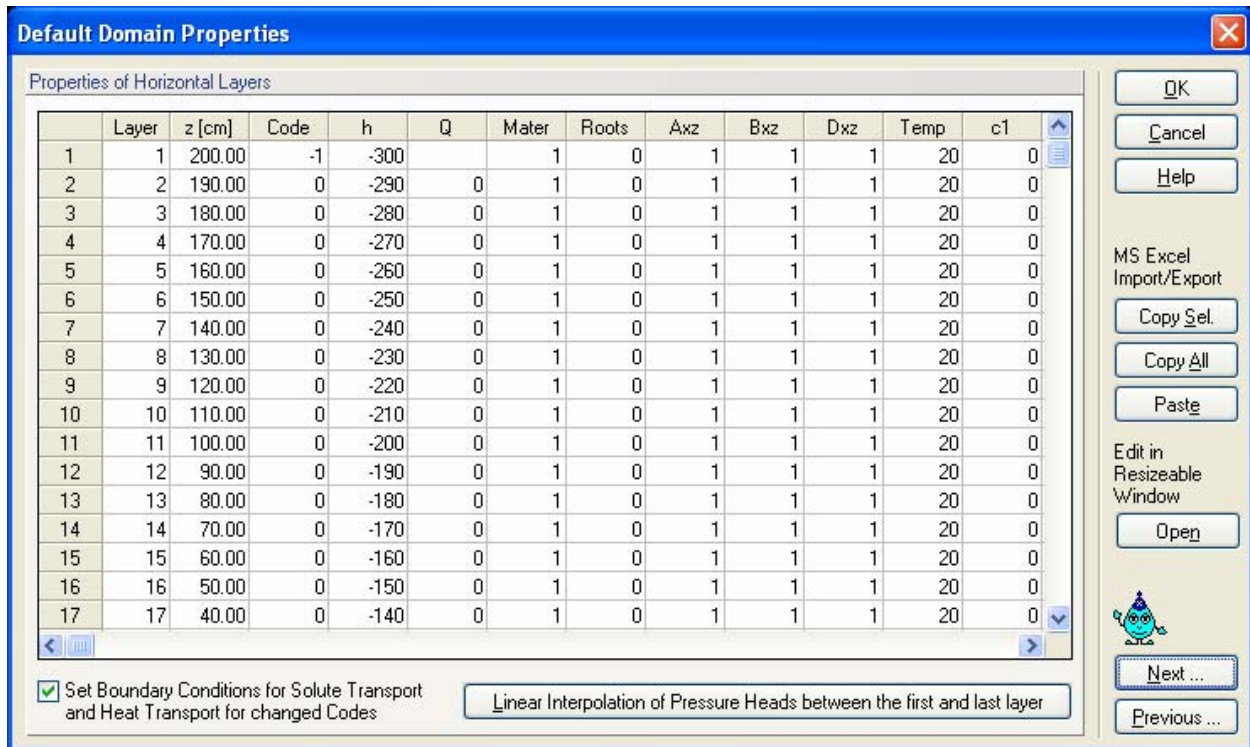 Default Domain Properties
Properties of Horizontal Layers
Layer z [cm] Code h Q Mater Roots Axz Bxz Dxz Temp c1
1 1 200.00 -1 -300 1 0 1 1 1 20 0
2 2 190.00 0 -290 0 1 0 1 1 1 20 0
3 3 180.00 0 -280 0 1 0 1 1 1 20 0
4 4 170.00 0 -270 0 1 0 1 1 1 20 0
5 5 160.00 0 -260 0 1 0 1 1 1 20 0
6 6 150.00 0 -250 0 1 0 1 1 1 20 0
7 7 140.00 0 -240 0 1 0 1 1 1 20 0
8 8 130.00 0 -230 0 1 0 1 1 1 20 0
9 9 120.00 0 -220 0 1 0 1 1 1 20 0
10 10 110.00 0 -210 0 1 0 1 1 1 20 0
11 11 100.00 0 -200 0 1 0 1 1 1 20 0
12 12 90.00 0 -190 0 1 0 1 1 1 20 0
13 13 80.00 0 -180 0 1 0 1 1 1 20 0
14 14 70.00 0 -170 0 1 0 1 1 1 20 0
15 15 60.00 0 -160 0 1 0 1 1 1 20 0
16 16 50.00 0 -150 0 1 0 1 1 1 20 0
17 17 40.00 0 -140 0 1 0 1 1 1 20 0
Set Boundary Conditions for Solute Transport
and Heat Transport for changed Codes
Linear Interpolation of Pressure Heads between the first and last layer
OK
Cancel
Help
MS Excel
Import/Export
Copy Sel.
Copy All
Paste
Edit in
Resizeable
Window
Open
Next ...
Previous ...